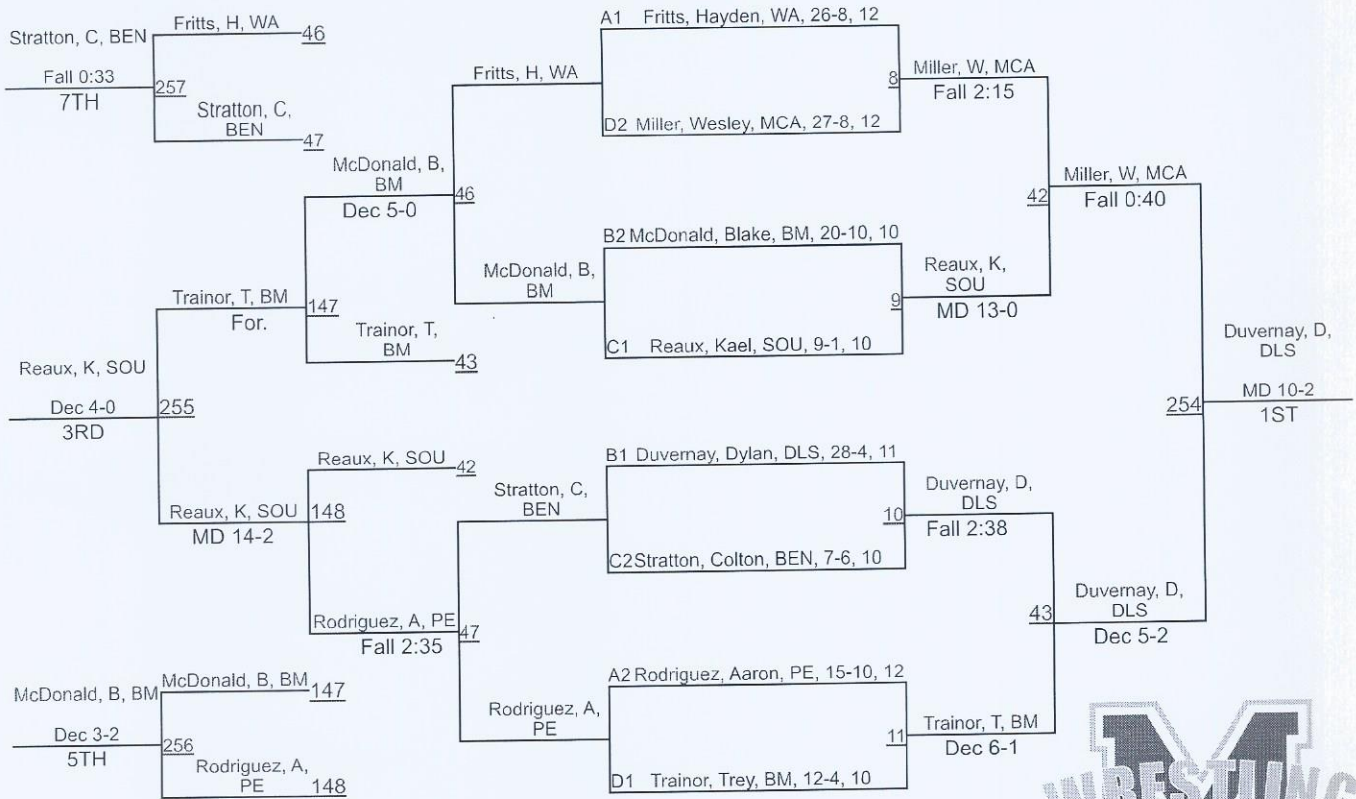 Stratton, C, BEN
Fall 0:33
7TH
257
Fritts, H, WA
46
Stratton, C,
BEN
47
Reaux, K, SOU
Dec 4-0
3RD
255
Trainor, T, BM
For.
147
McDonald, B,
BM
Dec 5-0
46
Trainor, T,
BM
43
Reaux, K, SOU
MD 14-2
148
Reaux, K, SOU
42
Rodriguez, A, PE
Fall 2:35
47
McDonald, B, BM
Dec 3-2
5TH
256
McDonald, B, BM
147
Rodriguez, A,
PE
148
Fritts, H, WA
McDonald, B,
BM
Stratton, C,
BEN
Rodriguez, A,
PE
A1 Fritts, Hayden, WA, 26-8, 12
8
D2 Miller, Wesley, MCA, 27-8, 12
B2 McDonald, Blake, BM, 20-10, 10
9
C1 Reaux, Kael, SOU, 9-1, 10
B1 Duvernay, Dylan, DLS, 28-4, 11
10
C2 Stratton, Colton, BEN, 7-6, 10
A2 Rodriguez, Aaron, PE, 15-10, 12
11
D1 Trainor, Trey, BM, 12-4, 10
Miller, W, MCA
Fall 2:15
42
Reaux, K,
SOU
MD 13-0
Duvernay, D,
DLS
Fall 2:38
43
Trainor, T, BM
Dec 6-1
Miller, W, MCA
Fall 0:40
254
Duvernay, D,
DLS
Dec 5-2
Duvernay, D,
DLS
MD 10-2
1ST
M
WRESTLING